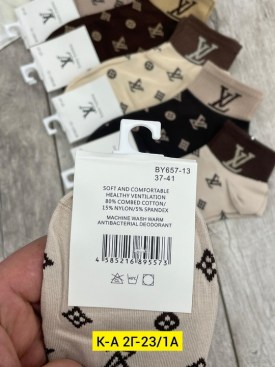 BY657-13
37-41
SOFT AND COMFORTABLE
HEALTHY VENTILATION
80% COMBED COTTON/
15% NYLON/5% SPANDEX
MACHINE WASH WARM
ANTIBACTERIAL DEODORANT
4 585216 895573
К-А 2Г-23/1А